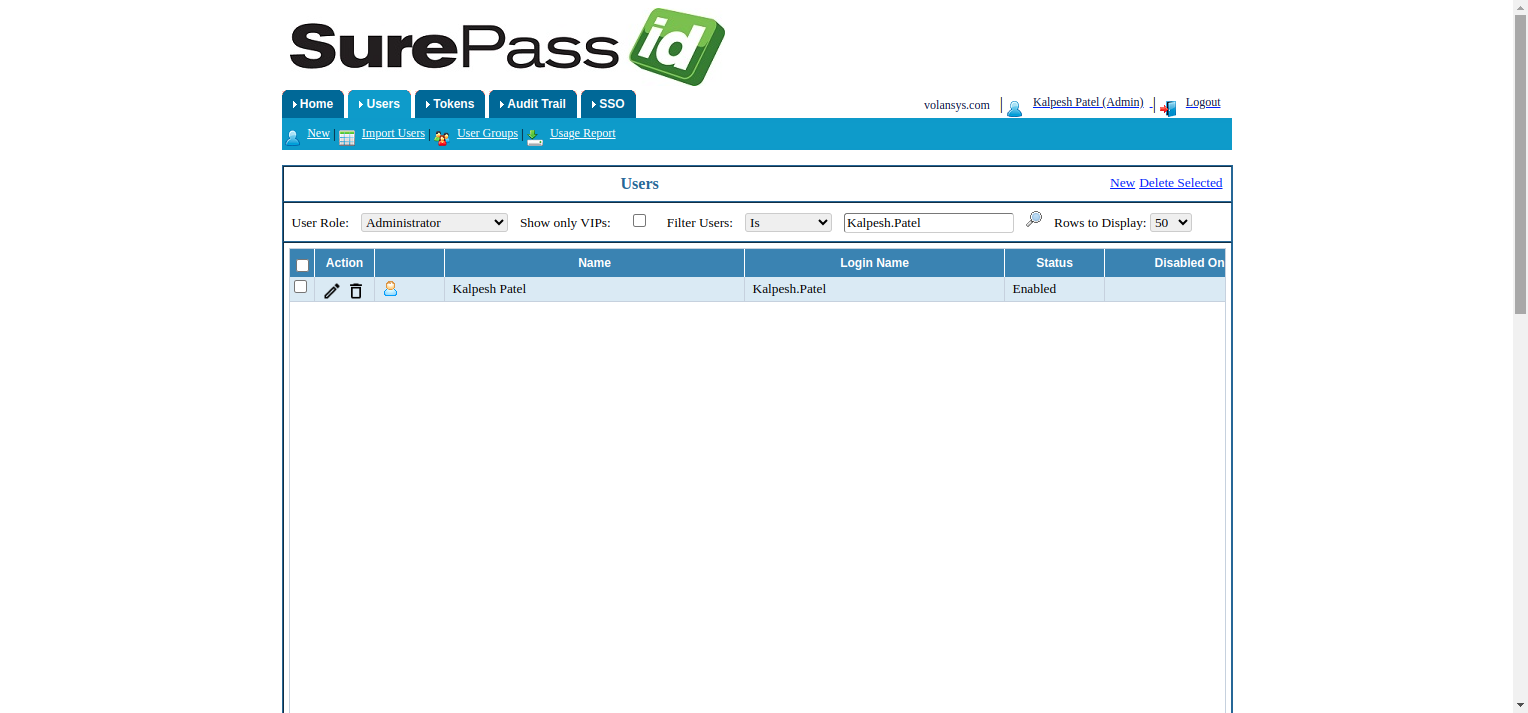 SurePass id
Home Users Tokens Audit Trail SSO volansys.com | Kalpesh Patel (Admin) | Logout
New | Import Users | User Groups | Usage Report
Users New Delete Selected
User Role: Administrator Show only VIPs: Filter Users: Is Kalpesh.Patel Rows to Display: 50
Action Name Login Name Status Disabled On
Kalpesh Patel Kalpesh.Patel Enabled